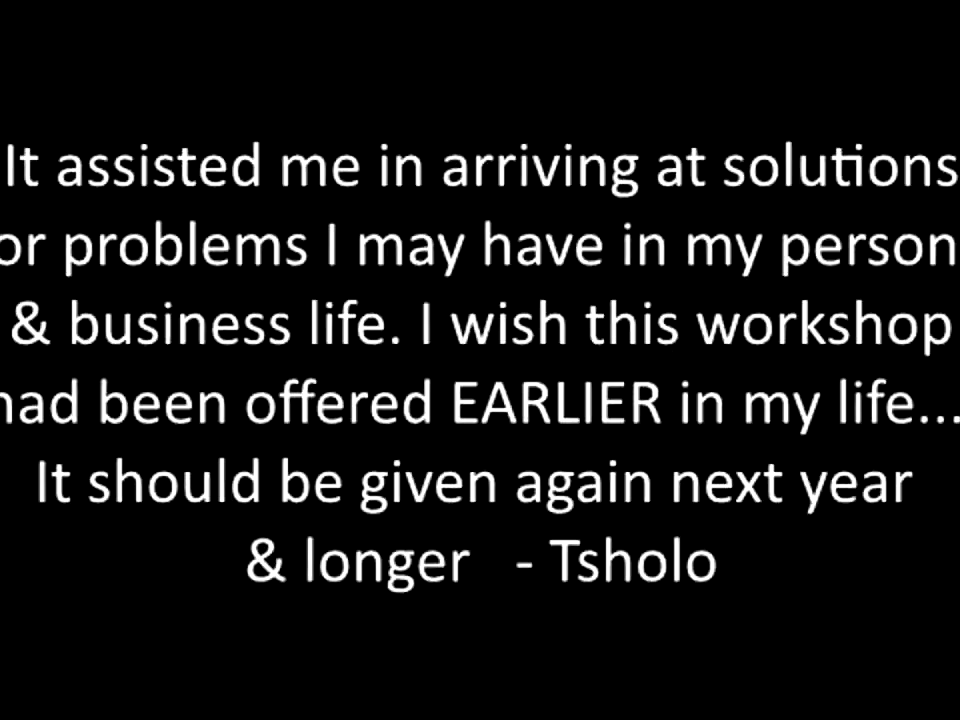 It assisted me in arriving at solutions
or problems I may have in my person
& business life. I wish this workshop
had been offered EARLIER in my life...
It should be given again next year
& longer - Tsholo